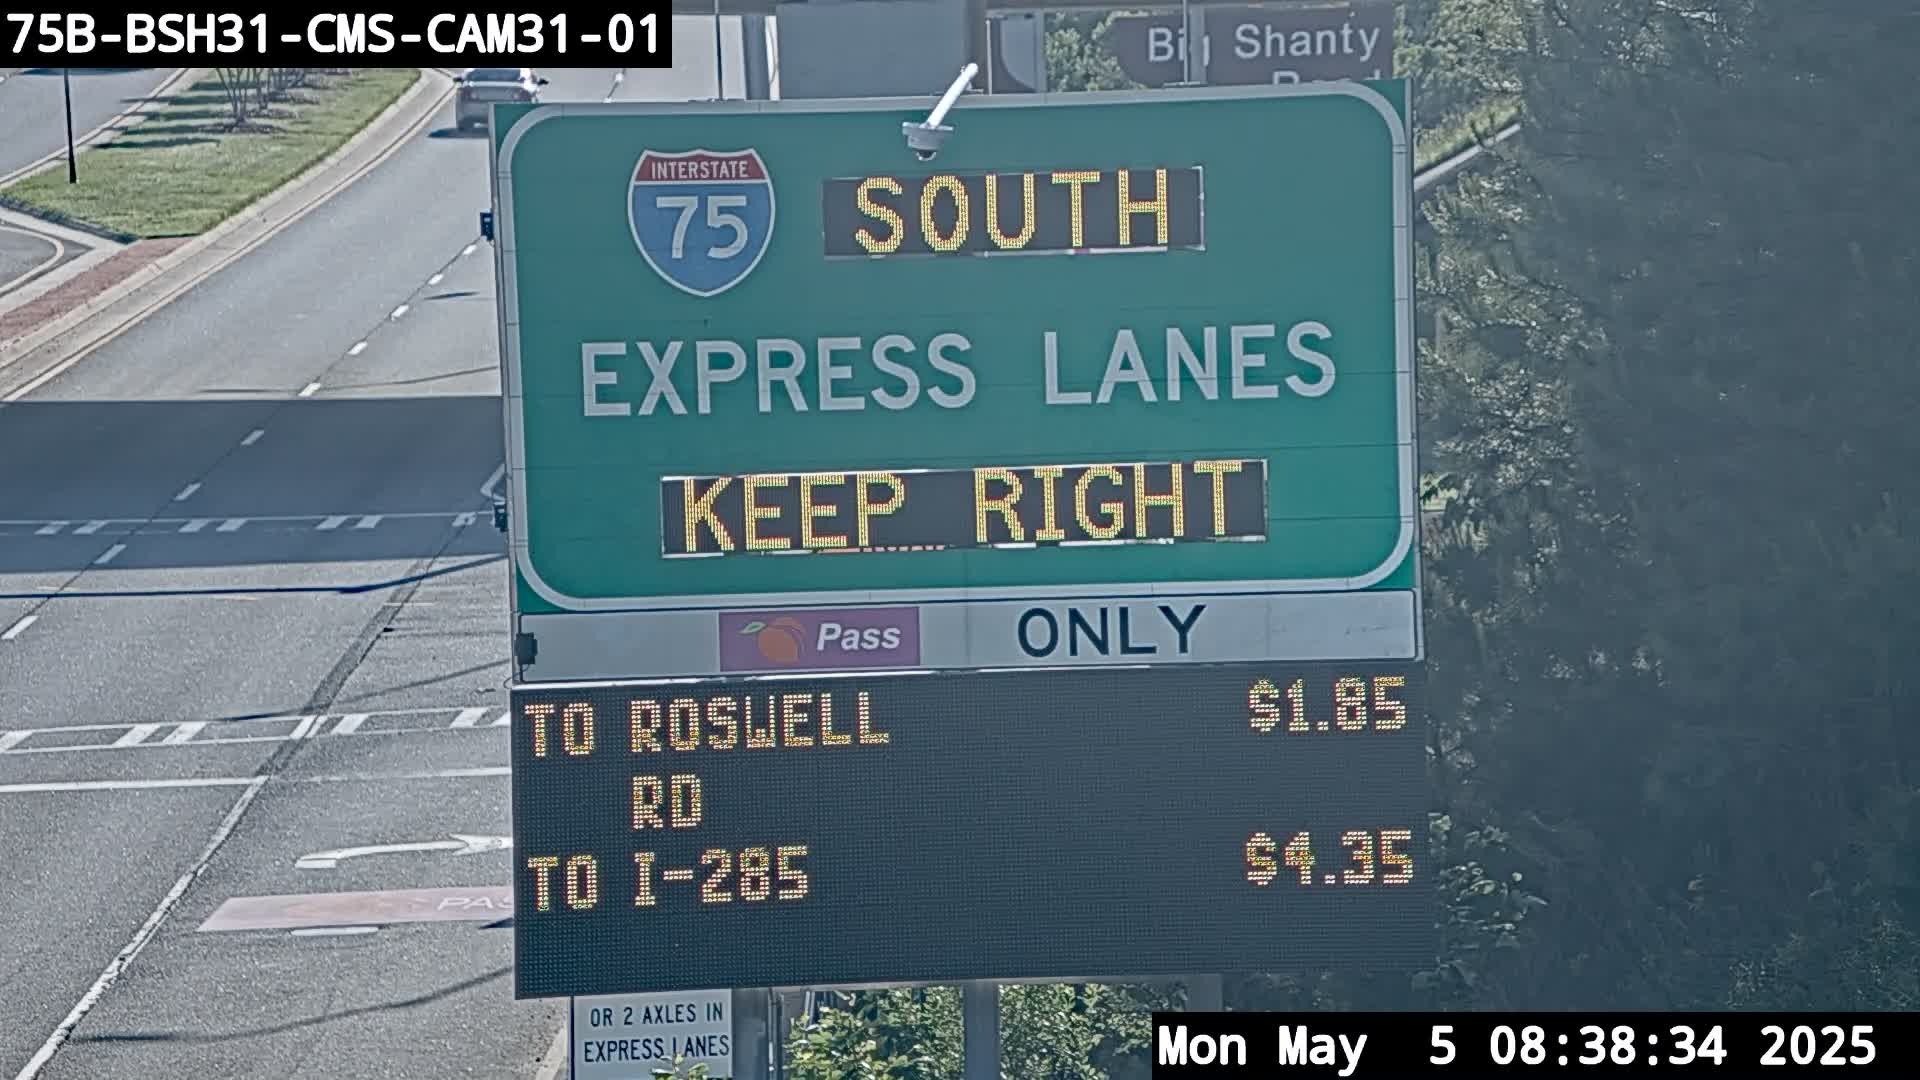 75B-BSH31-CMS-CAM31-01
Big Shanty
Road
INTERSTATE
75
SOUTH
EXPRESS LANES
KEEP RIGHT
Pass
ONLY
TO ROSWELL $1.85
RD
TO I-285 $4.35
PAS
OR 2 AXLES IN
EXPRESS LANES
Mon May 5 08:38:34 2025